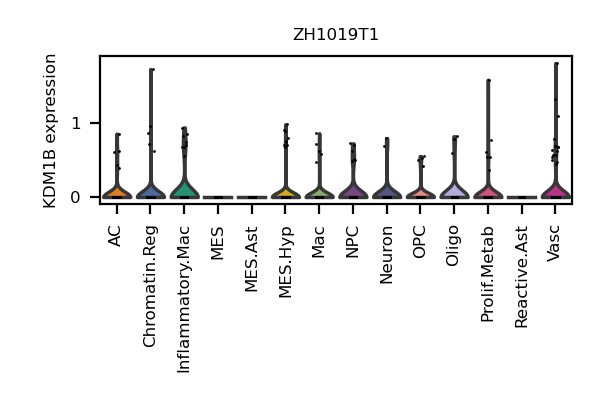 ZH1019T1
KDM1B expression
1
0
AC
Chromatin.Reg
Inflammatory.Mac
MES
MES.Ast
MES.Hyp
Mac
NPC
Neuron
OPC
Oligo
Prolif.Metab
Reactive.Ast
Vasc